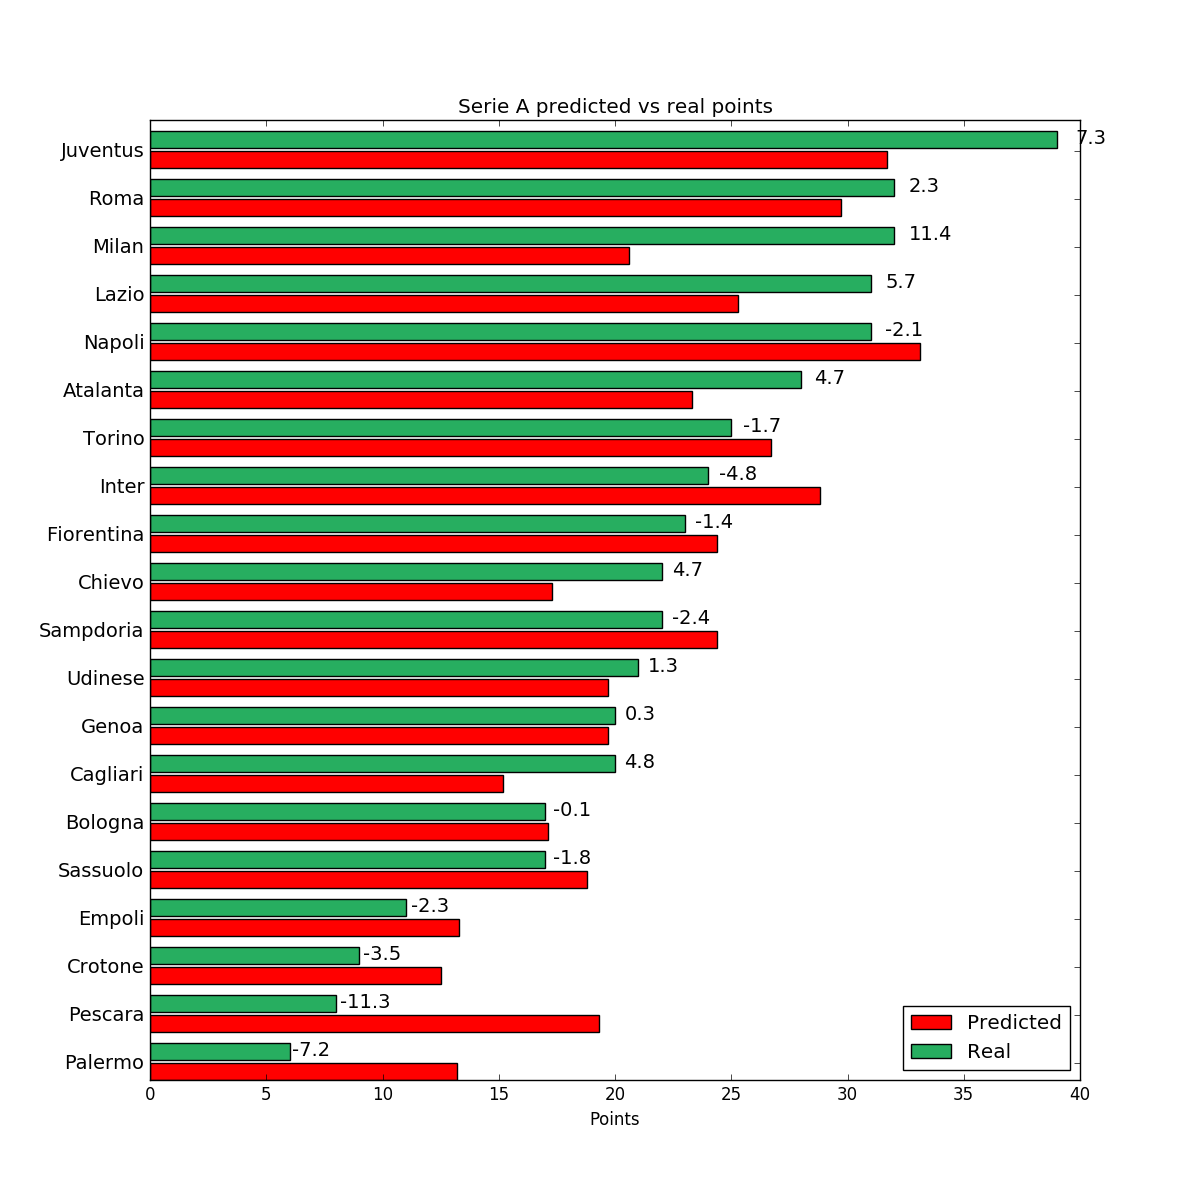 Serie A predicted vs real points
Juventus 7.3
Roma 2.3
Milan 11.4
Lazio 5.7
Napoli -2.1
Atalanta 4.7
Torino -1.7
Inter -4.8
Fiorentina -1.4
Chievo 4.7
Sampdoria -2.4
Udinese 1.3
Genoa 0.3
Cagliari 4.8
Bologna -0.1
Sassuolo -1.8
Empoli -2.3
Crotone -3.5
Pescara -11.3
Palermo -7.2
Predicted
Real
0 5 10 15 20 25 30 35 40
Points